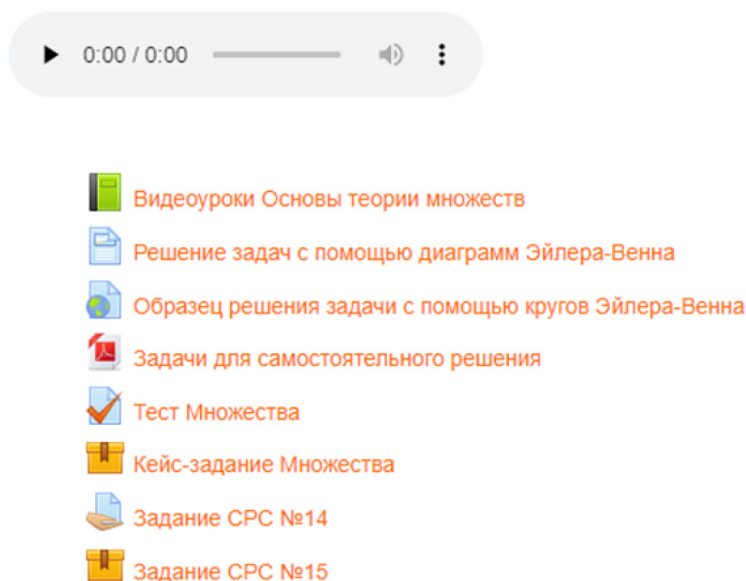 0:00 / 0:00
Видеоуроки Основы теории множеств
Решение задач с помощью диаграмм Эйлера-Венна
Образец решения задачи с помощью кругов Эйлера-Венна
Задачи для самостоятельного решения
Тест Множества
Кейс-задание Множества
Задание СРС №14
Задание СРС №15